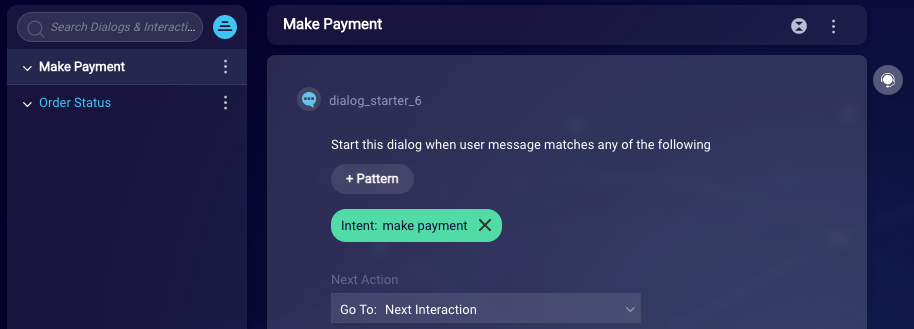 Search Dialogs & Interacti...
Make Payment
Order Status
Make Payment
dialog_starter_6
Start this dialog when user message matches any of the following
+ Pattern
Intent: make payment
Next Action
Go To: Next Interaction